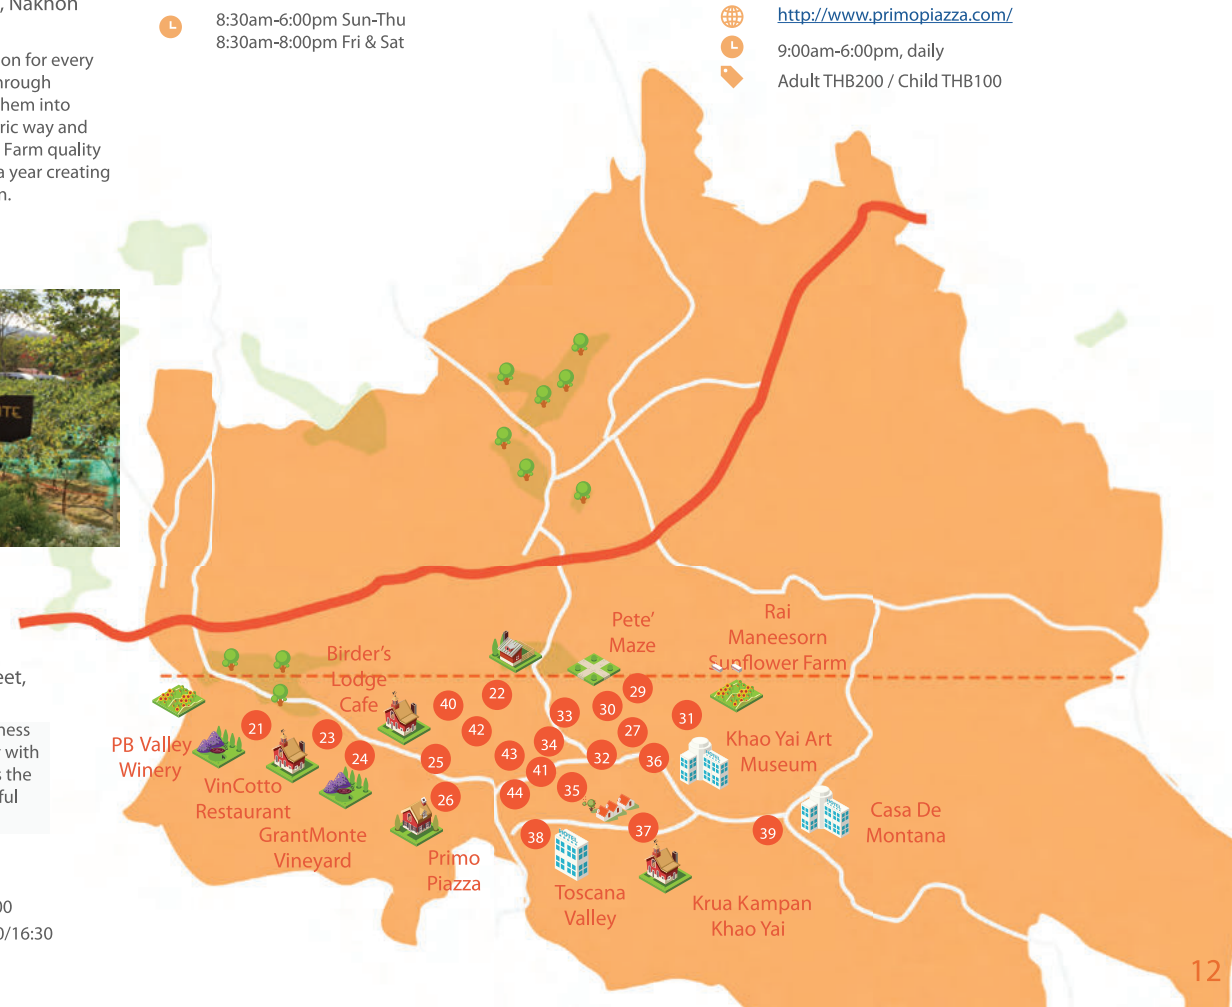 , Nakhon
on for every
hrough
hem into
ric way and
Farm quality
a year creating
n.
8:30am-6:00pm Sun-Thu
8:30am-8:00pm Fri & Sat
http://www.primopiazza.com/
9:00am-6:00pm, daily
Adult THB200 / Child THB100
ITE
eet,
ness
with
s the
ful
00
0/16:30
Pete'
Maze
Rai
Maneesorn
Sunflower Farm
Birder's
Lodge
Cafe
PB Valley
Winery
VinCotto
Restaurant
GrantMonte
Vineyard
Primo
Piazza
Toscana
Valley
Krua Kampan
Khao Yai
Khao Yai Art
Museum
Casa De
Montana
HOTEL
21
22
23
24
25
26
27
29
30
31
32
33
34
35
36
37
38
39
40
41
42
43
44
12